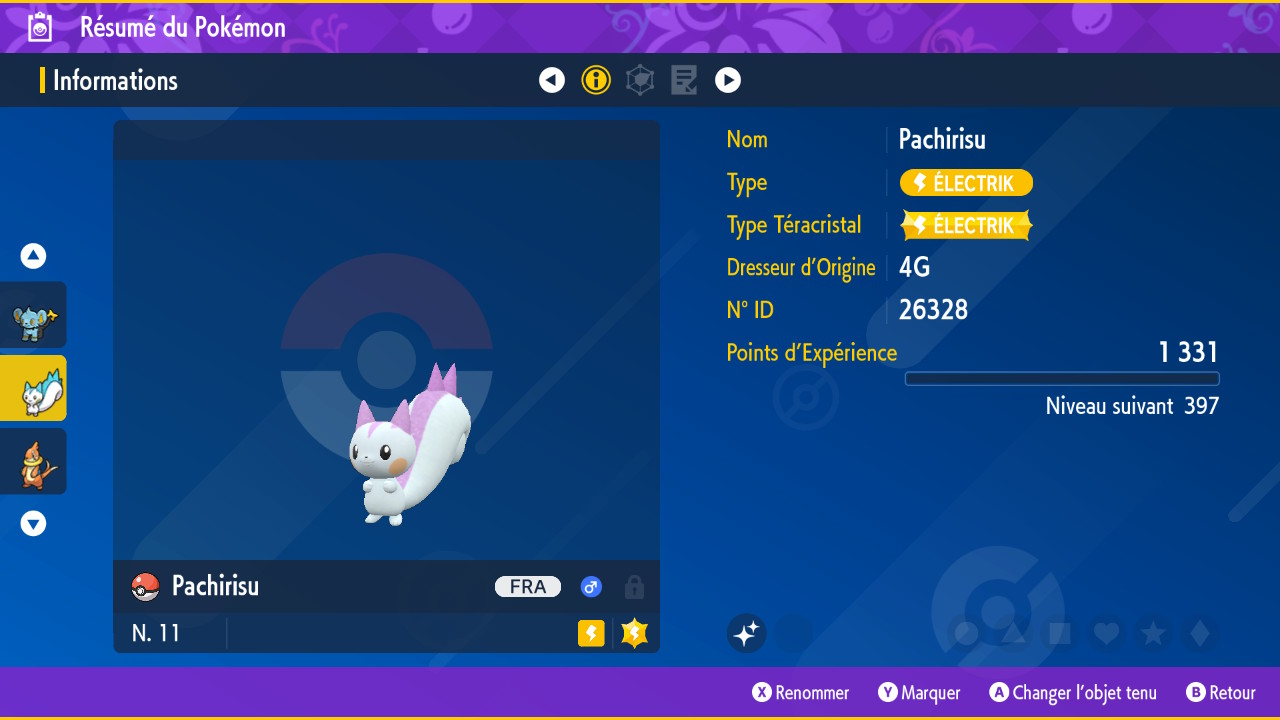 Résumé du Pokémon
Informations
Nom Pachirisu
Type ÉLECTRIK
Type Téracristal ÉLECTRIK
Dresseur d'Origine 4G
N° ID 26328
Points d'Expérience 1 331
Niveau suivant 397
Pachirisu FRA
N. 11
X Renommer Y Marquer A Changer l'objet tenu B Retour